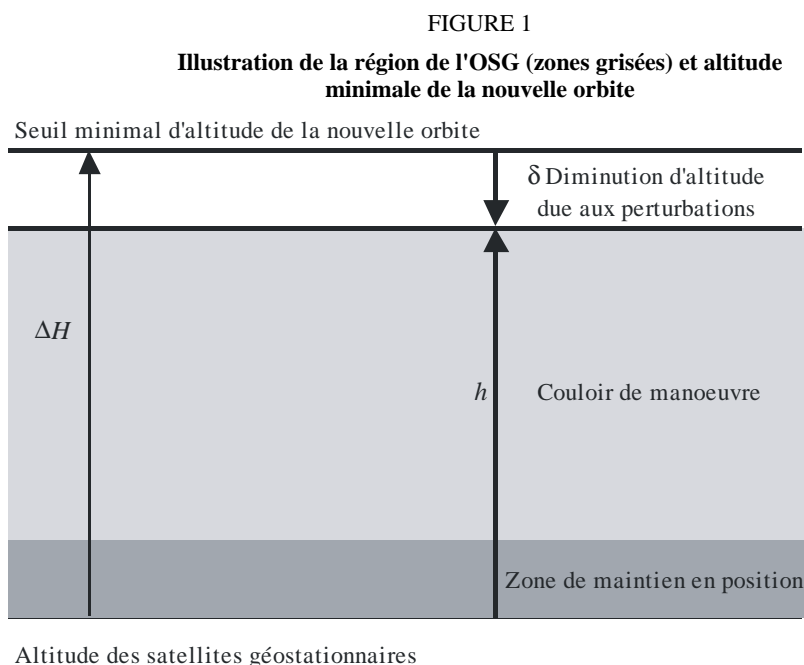 FIGURE 1
Illustration de la région de l'OSG (zones grisées) et altitude
minimale de la nouvelle orbite
Seuil minimal d'altitude de la nouvelle orbite
δ Diminution d'altitude
due aux perturbations
ΔH
h
Couloir de manoeuvre
Zone de maintien en position
Altitude des satellites géostationnaires